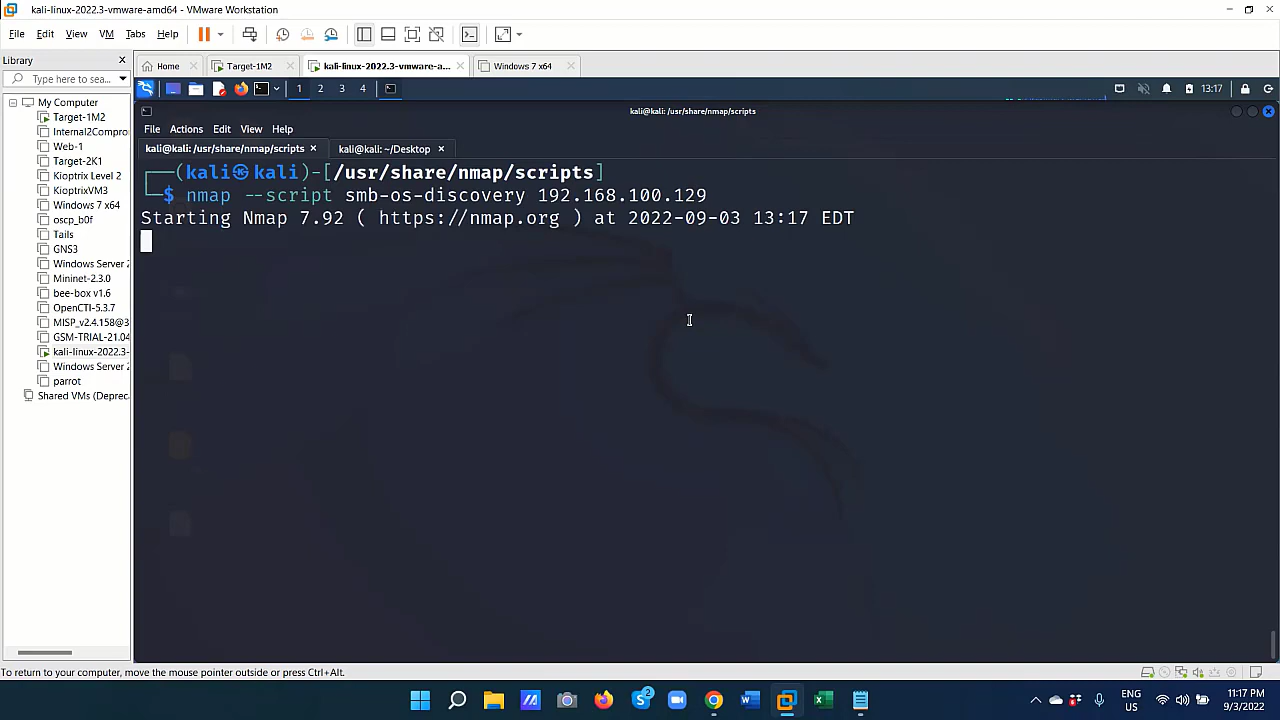 kali-linux-2022.3-vmware-amd64 - VMware Workstation
File Edit View VM Tabs Help
Library
Type here to sea...
My Computer
Target-1M2
Internal2Compro
Web-1
Target-2K1
Kioptrix Level 2
KioptrixVM3
Windows 7 x64
oscp_b0f
Tails
GNS3
Windows Server 2
Mininet-2.3.0
bee-box v1.6
OpenCTI-5.3.7
MISP_v2.4.158@3
GSM-TRIAL-21.04
kali-linux-2022.3-
Windows Server 2
parrot
Shared VMs (Deprec
Home Target-1M2 kali-linux-2022.3-vmware-a... Windows 7 x64
1 2 3 4 13:17
kali@kali: /usr/share/nmap/scripts
File Actions Edit View Help
kali@kali: /usr/share/nmap/scripts kali@kali: ~/Desktop
(kali㉿kali)-[/usr/share/nmap/scripts]
$ nmap --script smb-os-discovery 192.168.100.129
Starting Nmap 7.92 ( https://nmap.org ) at 2022-09-03 13:17 EDT
To return to your computer, move the mouse pointer outside or press Ctrl+Alt.
ENG
US
11:17 PM
9/3/2022
2